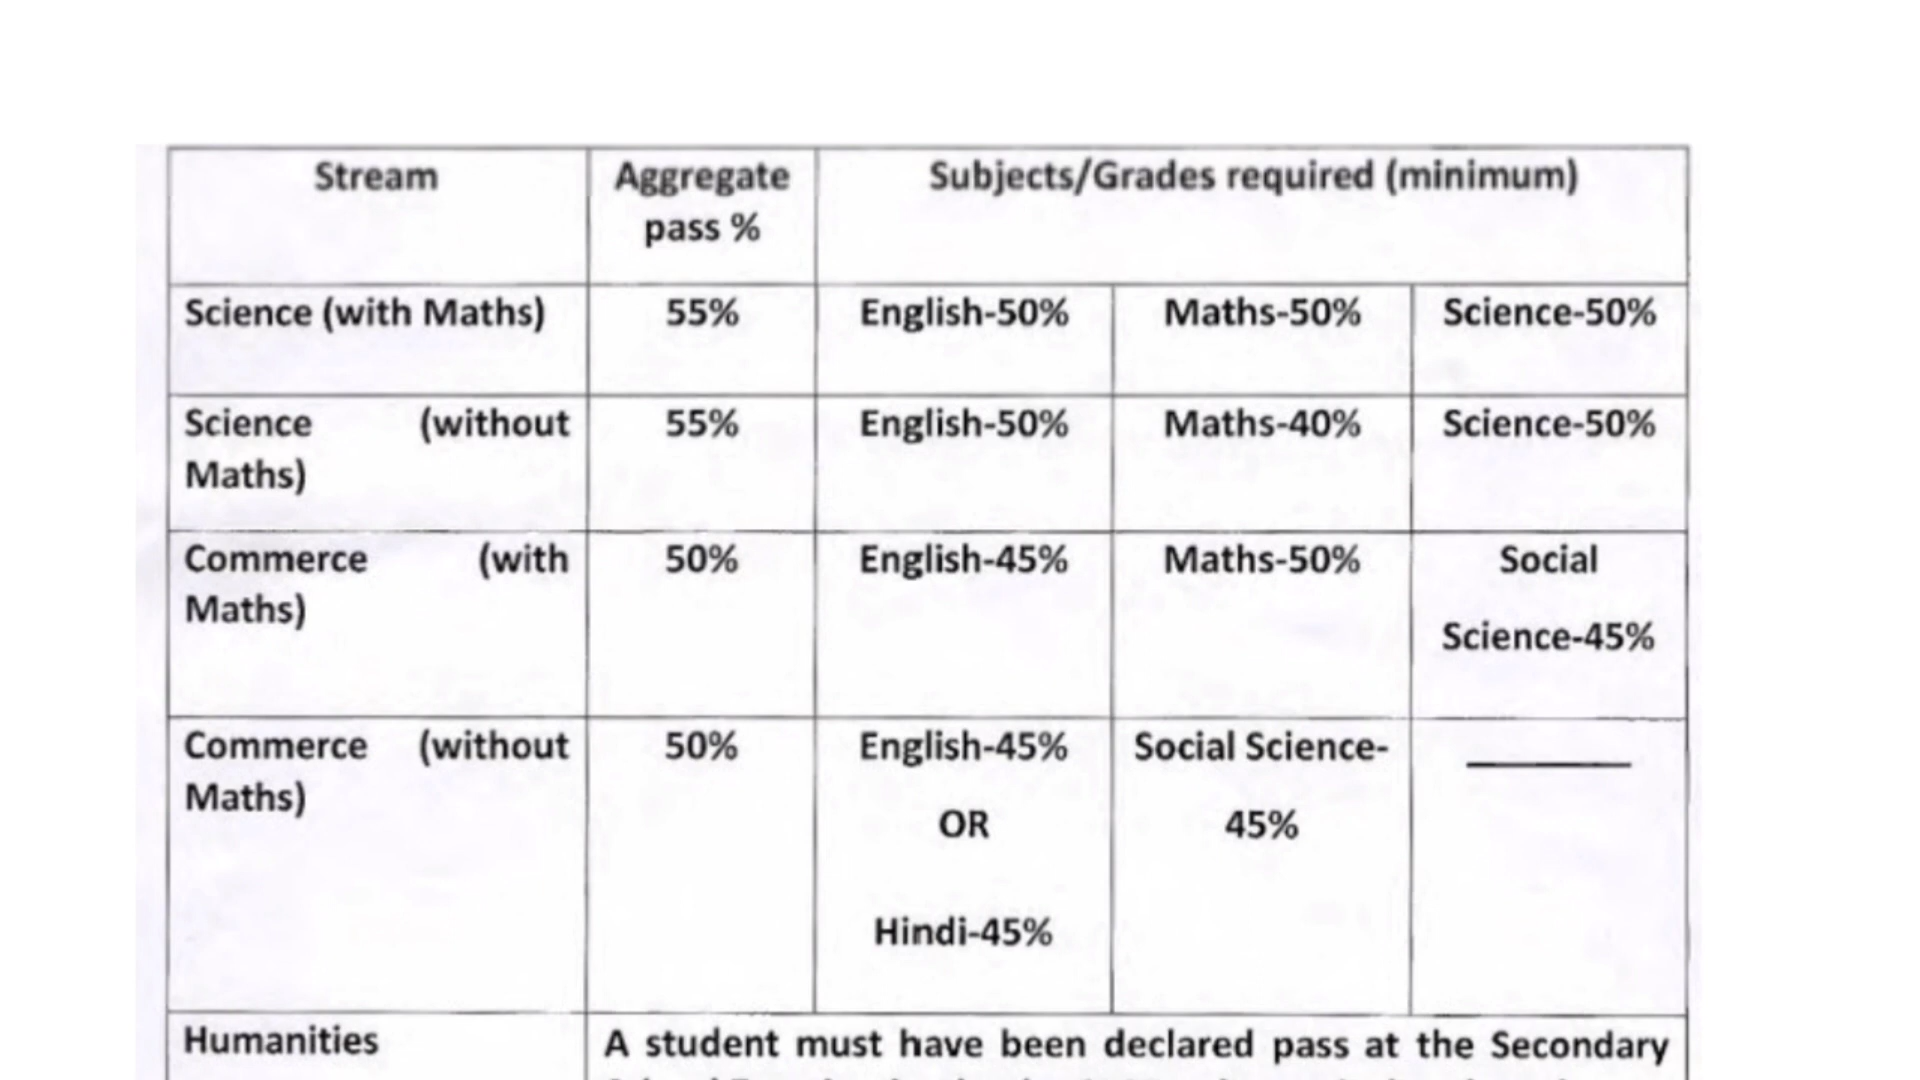 Stream
Aggregate
pass %
Subjects/Grades required (minimum)
Science (with Maths)
55%
English-50%
Maths-50%
Science-50%
Science (without
Maths)
55%
English-50%
Maths-40%
Science-50%
Commerce (with
Maths)
50%
English-45%
Maths-50%
Social
Science-45%
Commerce (without
Maths)
50%
English-45%
OR
Hindi-45%
Social Science-
45%
Humanities
A student must have been declared pass at the Secondary